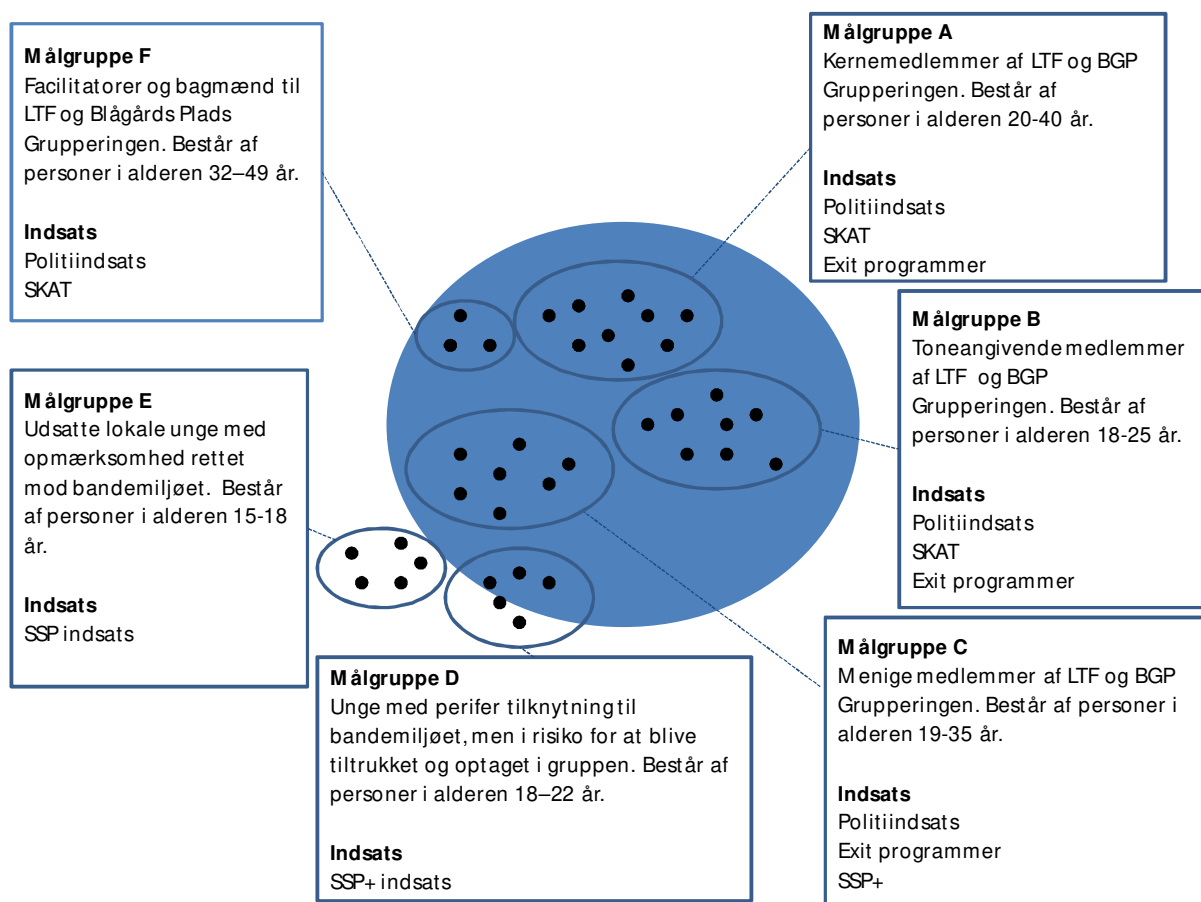 Målgruppe F
Facilitatorer og bagmænd til
LTF og Blågårds Plads
Grupperingen. Består af
personer i alderen 32–49 år.
Indsats
Politiindsats
SKAT
Målgruppe A
Kernemedlemmer af LTF og BGP
Grupperingen. Består af
personer i alderen 20-40 år.
Indsats
Politiindsats
SKAT
Exit programmer
Målgruppe B
Toneangivende medlemmer
af LTF og BGP
Grupperingen. Består af
personer i alderen 18-25 år.
Indsats
Politiindsats
SKAT
Exit programmer
Målgruppe E
Udsatte lokale unge med
opmærksomhed rettet
mod bandemiljøet. Består
af personer i alderen 15-18
år.
Indsats
SSP indsats
Målgruppe D
Unge med perifer tilknytning til
bandemiljøet, men i risiko for at blive
tiltrukket og optaget i gruppen. Består af
personer i alderen 18–22 år.
Indsats
SSP+ indsats
Målgruppe C
Menige medlemmer af LTF og BGP
Grupperingen. Består af personer i
alderen 19-35 år.
Indsats
Politiindsats
Exit programmer
SSP+